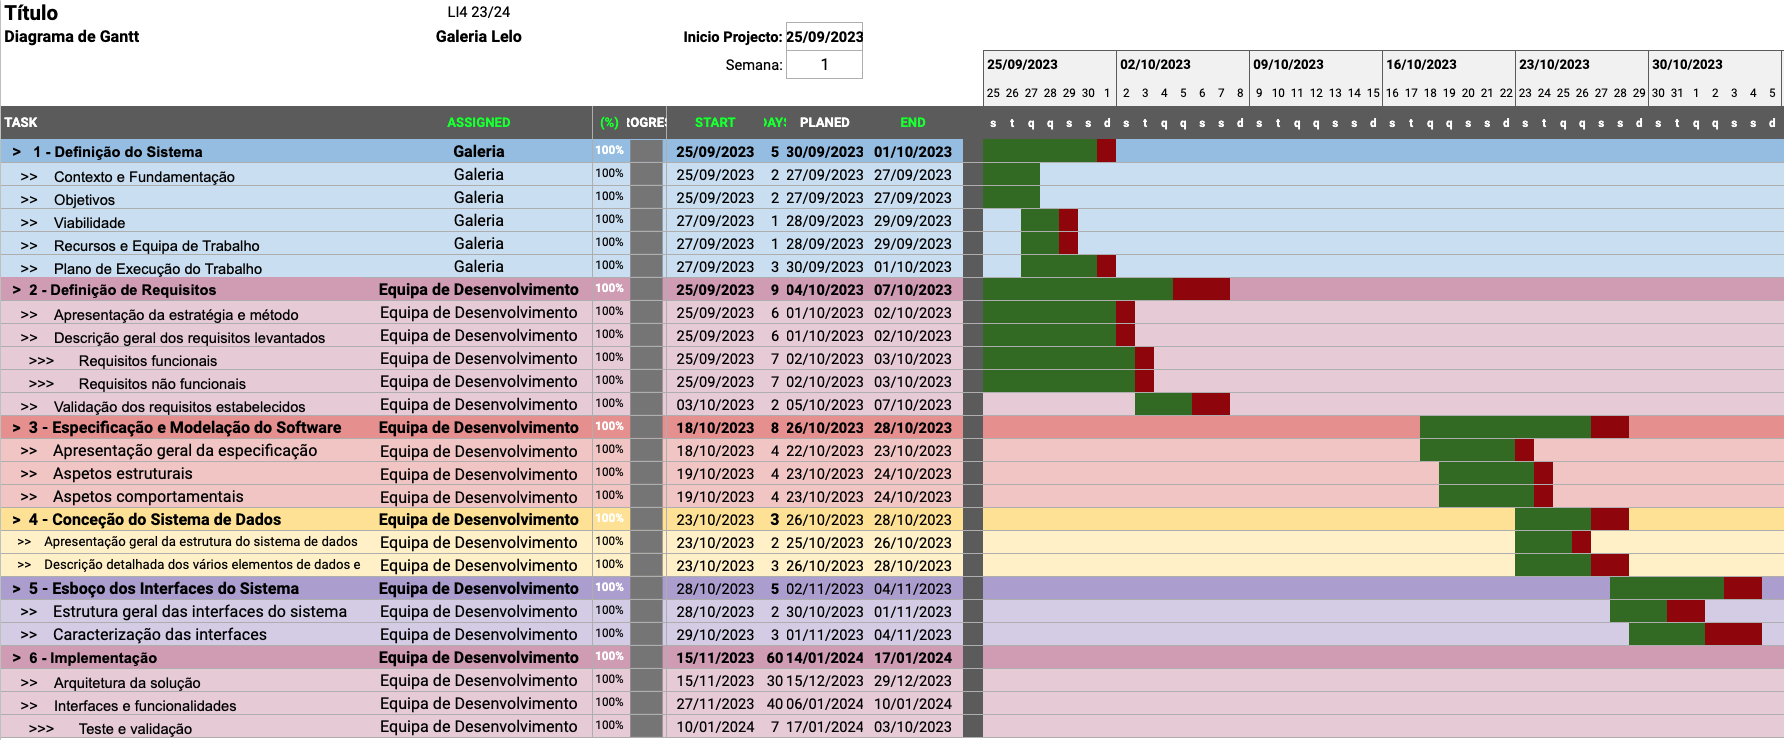 Título LI4 23/24
Diagrama de Gantt Galeria Lelo Inicio Projecto: 25/09/2023
Semana: 1
25/09/2023 02/10/2023 09/10/2023 16/10/2023 23/10/2023 30/10/2023
25 26 27 28 29 30 1 2 3 4 5 6 7 8 9 10 11 12 13 14 15 16 17 18 19 20 21 22 23 24 25 26 27 28 29 30 31 1 2 3 4 5
TASK ASSIGNED (%) ROGRES START DAYS PLANED END s t q q s s d s t q q s s d s t q q s s d s t q q s s d s t q q s s d s t q q s s d
> 1 - Definição do Sistema Galeria 100% 25/09/2023 5 30/09/2023 01/10/2023
>> Contexto e Fundamentação Galeria 100% 25/09/2023 2 27/09/2023 27/09/2023
>> Objetivos Galeria 100% 25/09/2023 2 27/09/2023 27/09/2023
>> Viabilidade Galeria 100% 27/09/2023 1 28/09/2023 29/09/2023
>> Recursos e Equipa de Trabalho Galeria 100% 27/09/2023 1 28/09/2023 29/09/2023
>> Plano de Execução do Trabalho Galeria 100% 27/09/2023 3 30/09/2023 01/10/2023
> 2 - Definição de Requisitos Equipa de Desenvolvimento 100% 25/09/2023 9 04/10/2023 07/10/2023
>> Apresentação da estratégia e método Equipa de Desenvolvimento 100% 25/09/2023 6 01/10/2023 02/10/2023
>> Descrição geral dos requisitos levantados Equipa de Desenvolvimento 100% 25/09/2023 6 01/10/2023 02/10/2023
>>> Requisitos funcionais Equipa de Desenvolvimento 100% 25/09/2023 7 02/10/2023 03/10/2023
>>> Requisitos não funcionais Equipa de Desenvolvimento 100% 25/09/2023 7 02/10/2023 03/10/2023
>> Validação dos requisitos estabelecidos Equipa de Desenvolvimento 100% 03/10/2023 2 05/10/2023 07/10/2023
> 3 - Especificação e Modelação do Software Equipa de Desenvolvimento 100% 18/10/2023 8 26/10/2023 28/10/2023
>> Apresentação geral da especificação Equipa de Desenvolvimento 100% 18/10/2023 4 22/10/2023 23/10/2023
>> Aspetos estruturais Equipa de Desenvolvimento 100% 19/10/2023 4 23/10/2023 24/10/2023
>> Aspetos comportamentais Equipa de Desenvolvimento 100% 19/10/2023 4 23/10/2023 24/10/2023
> 4 - Conceção do Sistema de Dados Equipa de Desenvolvimento 100% 23/10/2023 3 26/10/2023 28/10/2023
>> Apresentação geral da estrutura do sistema de dados Equipa de Desenvolvimento 100% 23/10/2023 2 25/10/2023 26/10/2023
>> Descrição detalhada dos vários elementos de dados e Equipa de Desenvolvimento 100% 23/10/2023 3 26/10/2023 28/10/2023
> 5 - Esboço dos Interfaces do Sistema Equipa de Desenvolvimento 100% 28/10/2023 5 02/11/2023 04/11/2023
>> Estrutura geral das interfaces do sistema Equipa de Desenvolvimento 100% 28/10/2023 2 30/10/2023 01/11/2023
>> Caracterização das interfaces Equipa de Desenvolvimento 100% 29/10/2023 3 01/11/2023 04/11/2023
> 6 - Implementação Equipa de Desenvolvimento 100% 15/11/2023 60 14/01/2024 17/01/2024
>> Arquitetura da solução Equipa de Desenvolvimento 100% 15/11/2023 30 15/12/2023 29/12/2023
>> Interfaces e funcionalidades Equipa de Desenvolvimento 100% 27/11/2023 40 06/01/2024 10/01/2024
>>> Teste e validação Equipa de Desenvolvimento 100% 10/01/2024 7 17/01/2024 03/10/2023